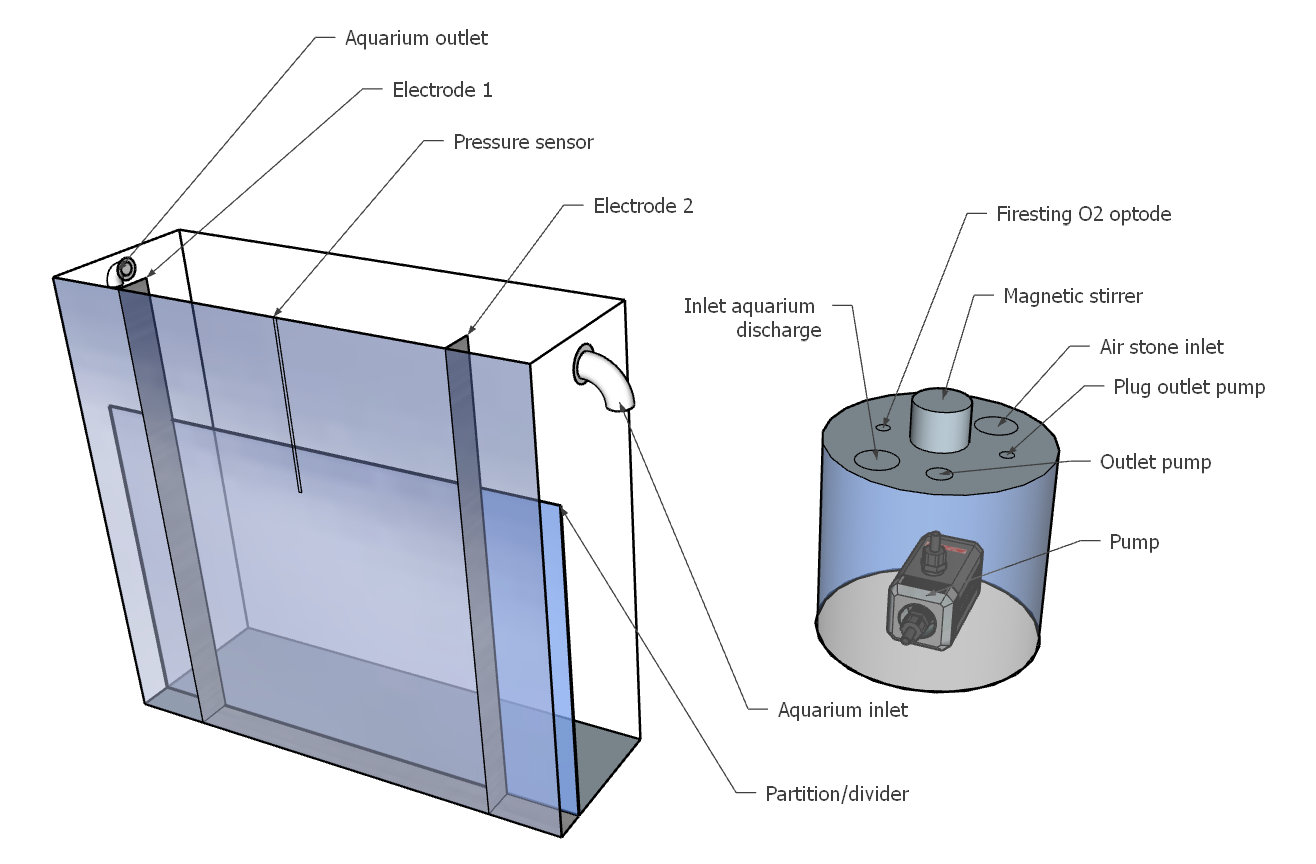 Aquarium outlet
Electrode 1
Pressure sensor
Electrode 2
Firesting O2 optode
Inlet aquarium
discharge
Magnetic stirrer
Air stone inlet
Plug outlet pump
Outlet pump
Pump
Aquarium inlet
Partition/divider